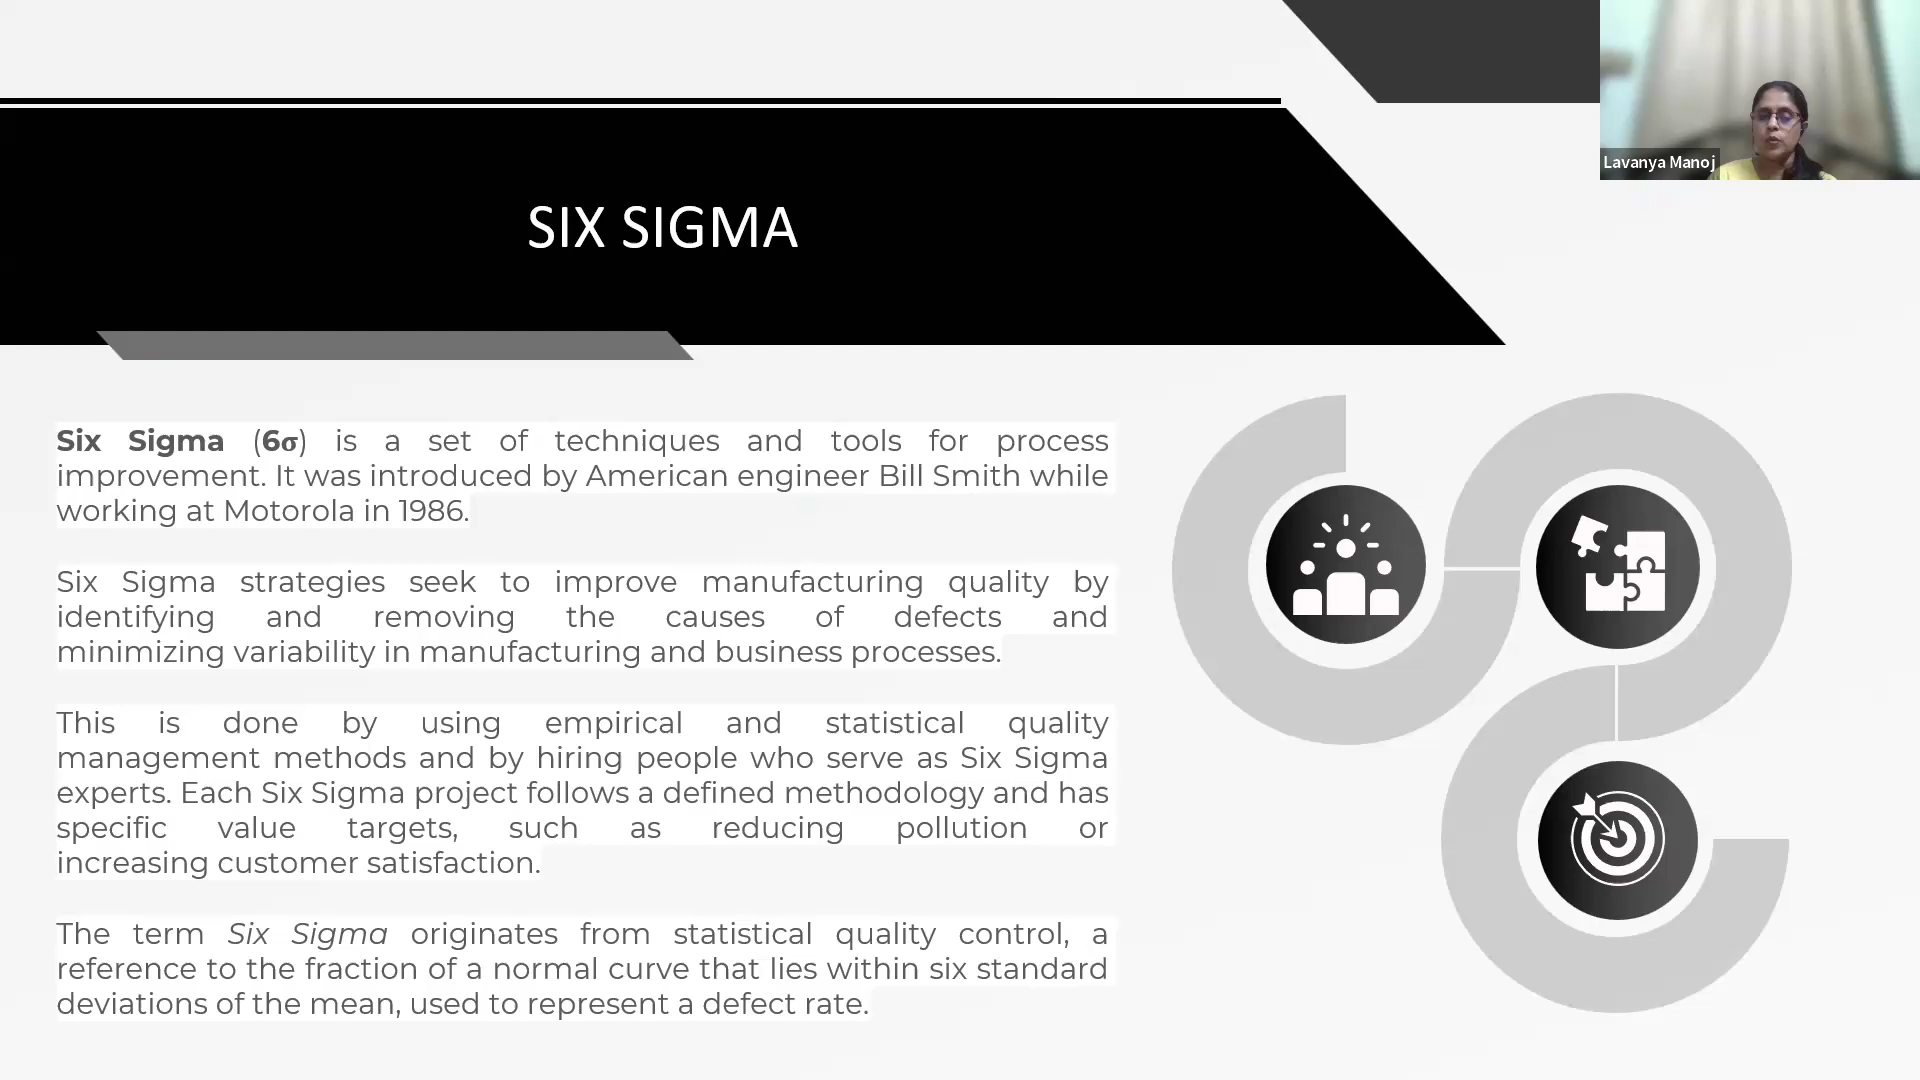 Lavanya Manoj
SIX SIGMA
Six Sigma (6σ) is a set of techniques and tools for process
improvement. It was introduced by American engineer Bill Smith while
working at Motorola in 1986.
Six Sigma strategies seek to improve manufacturing quality by
identifying and removing the causes of defects and
minimizing variability in manufacturing and business processes.
This is done by using empirical and statistical quality
management methods and by hiring people who serve as Six Sigma
experts. Each Six Sigma project follows a defined methodology and has
specific value targets, such as reducing pollution or
increasing customer satisfaction.
The term Six Sigma originates from statistical quality control, a
reference to the fraction of a normal curve that lies within six standard
deviations of the mean, used to represent a defect rate.